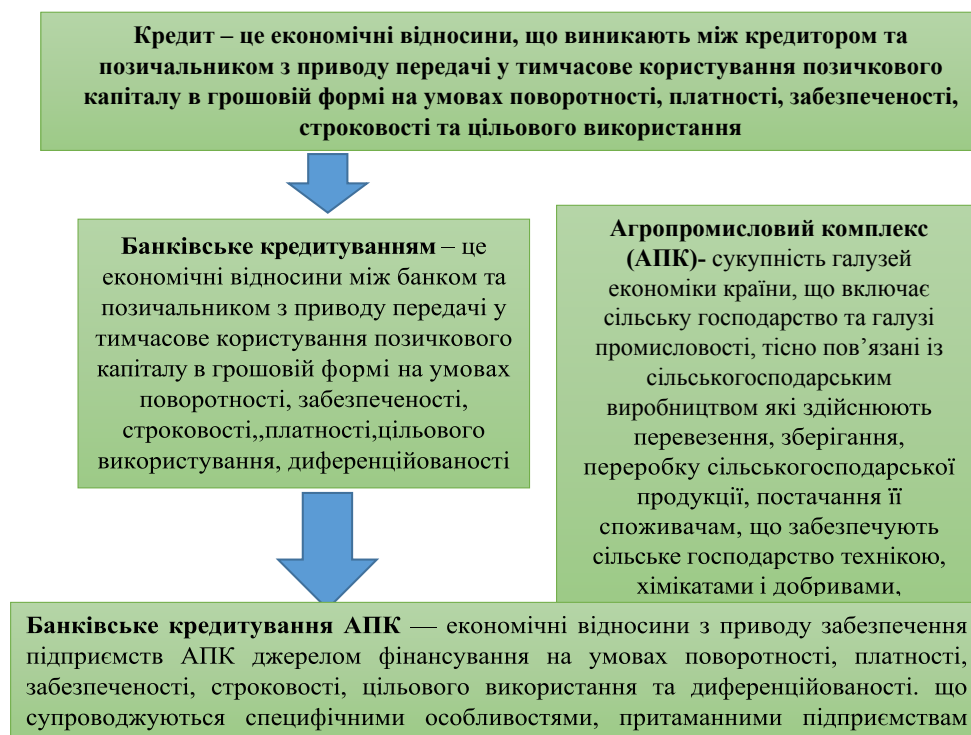 Кредит – це економічні відносини, що виникають між кредитором та
позичальником з приводу передачі у тимчасове користування позичкового
капіталу в грошовій формі на умовах поворотності, платності, забезпеченості,
строковості та цільового використання
Банківське кредитуванням – це
економічні відносини між банком та
позичальником з приводу передачі у
тимчасове користування позичкового
капіталу в грошовій формі на умовах
поворотності, забезпеченості,
строковості,,платності,цільового
використування, диференційованості
Агропромисловий комплекс
(АПК)- сукупність галузей
економіки країни, що включає
сільську господарство та галузі
промисловості, тісно пов’язані із
сільськогосподарським
виробництвом які здійснюють
перевезення, зберігання,
переробку сільськогосподарської
продукції, постачання її
споживачам, що забезпечують
сільське господарство технікою,
хімікатами і добривами,
Банківське кредитування АПК — економічні відносини з приводу забезпечення
підприємств АПК джерелом фінансування на умовах поворотності, платності,
забезпеченості, строковості, цільового використання та диференційованості. що
супроводжуються специфічними особливостями, притаманними підприємствам